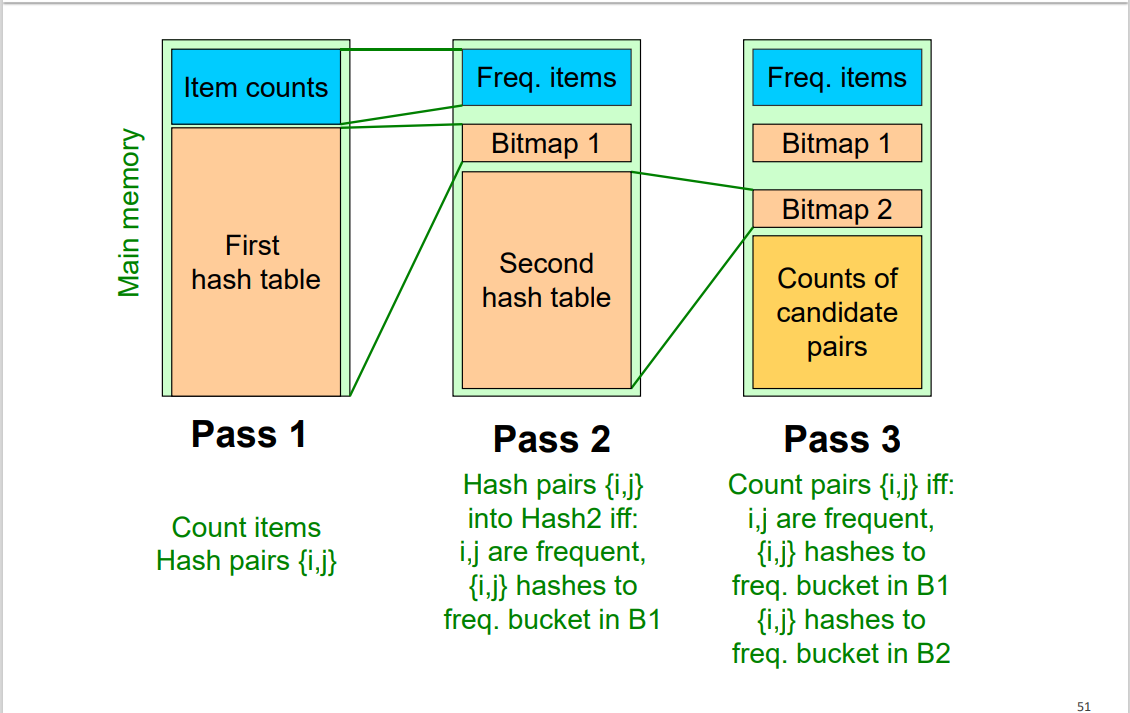 Main memory
Item counts
First
hash table
Freq. items
Bitmap 1
Second
hash table
Freq. items
Bitmap 1
Bitmap 2
Counts of
candidate
pairs
Pass 1
Count items
Hash pairs {i,j}
Pass 2
Hash pairs {i,j}
into Hash2 iff:
i,j are frequent,
{i,j} hashes to
freq. bucket in B1
Pass 3
Count pairs {i,j} iff:
i,j are frequent,
{i,j} hashes to
freq. bucket in B1
{i,j} hashes to
freq. bucket in B2
51